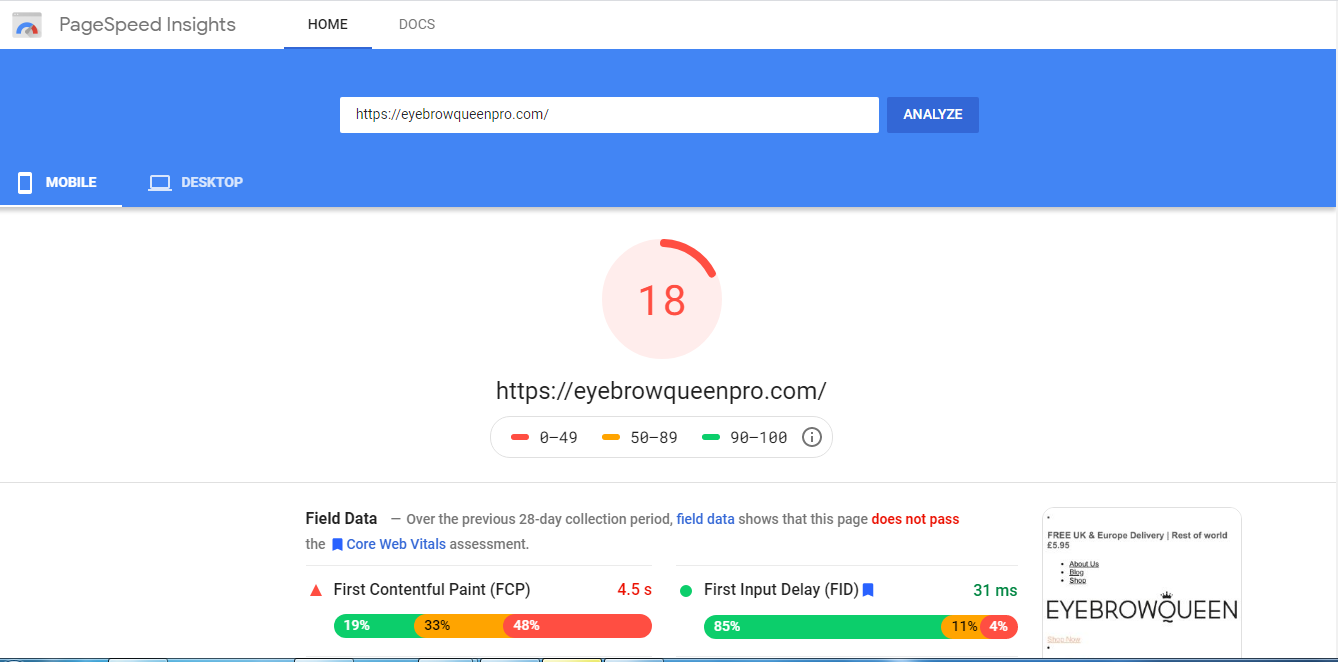 PageSpeed Insights
HOME
DOCS
https://eyebrowqueenpro.com/
ANALYZE
MOBILE
DESKTOP
18
https://eyebrowqueenpro.com/
0–49
50–89
90–100
Field Data — Over the previous 28-day collection period, field data shows that this page does not pass
the Core Web Vitals assessment.
First Contentful Paint (FCP) 4.5 s
19% 33% 48%
First Input Delay (FID) 31 ms
85% 11% 4%
FREE UK & Europe Delivery | Rest of world
£5.95
About Us
Blog
Shop
EYEBROWQUEEN
Shop Now